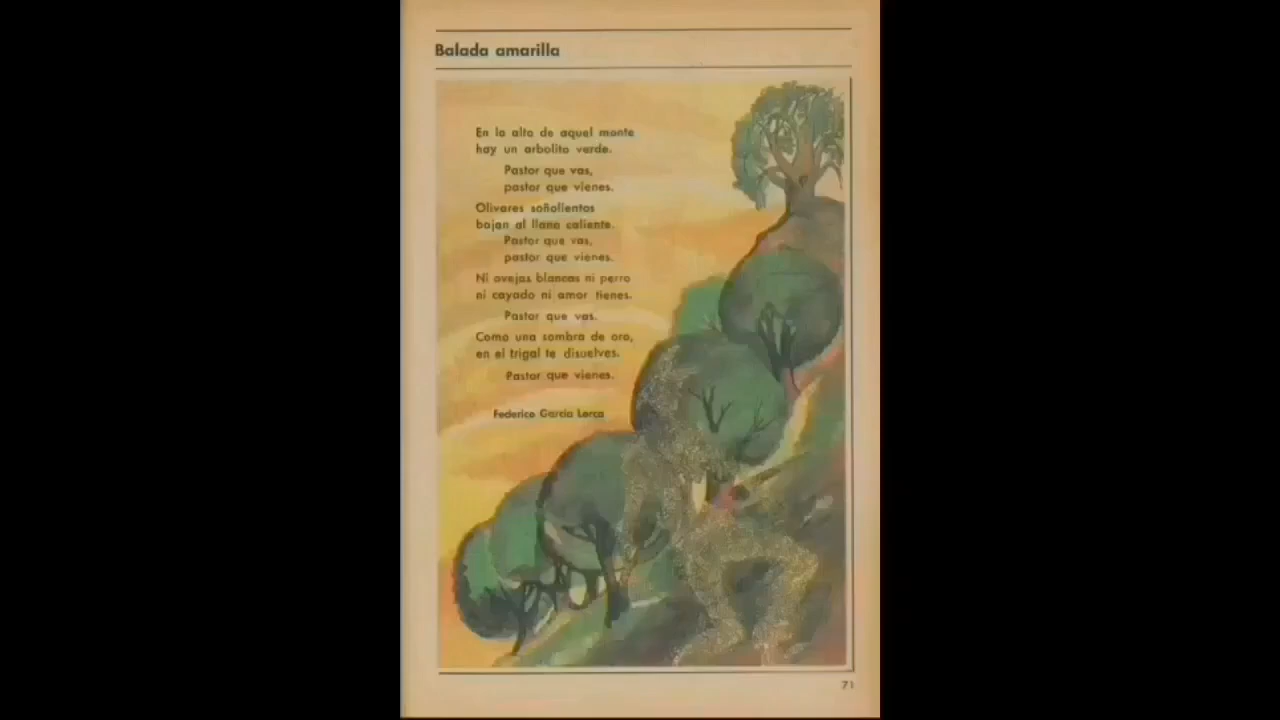 Balada amarilla
En lo alto de aquel monte
hay un arbolito verde.
Pastor que vas,
pastor que vienes.
Olivares soñolientos
bajan al llano caliente.
Pastor que vas,
pastor que vienes.
Ni ovejas blancas ni perro
ni cayado ni amor tienes.
Pastor que vas.
Como una sombra de oro,
en el trigal te disuelves.
Pastor que vienes.
Federico García Lorca
71